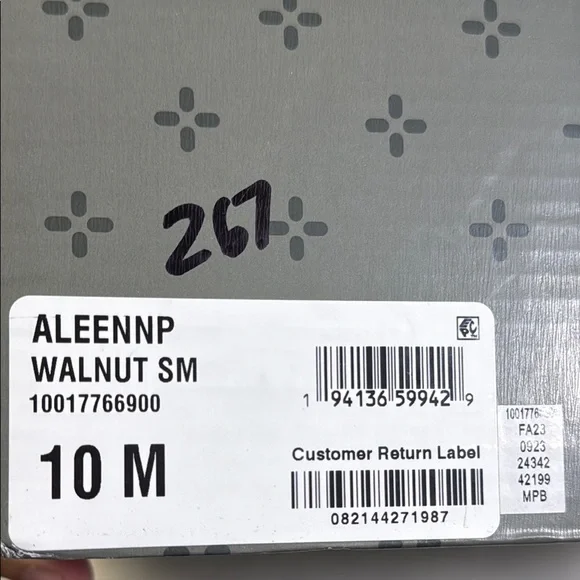 267
ALEENNP
WALNUT SM
10017766900
10 M
1 94136 59942 9
Customer Return Label
082144271987
FA23
0923
24342
42199
MPB